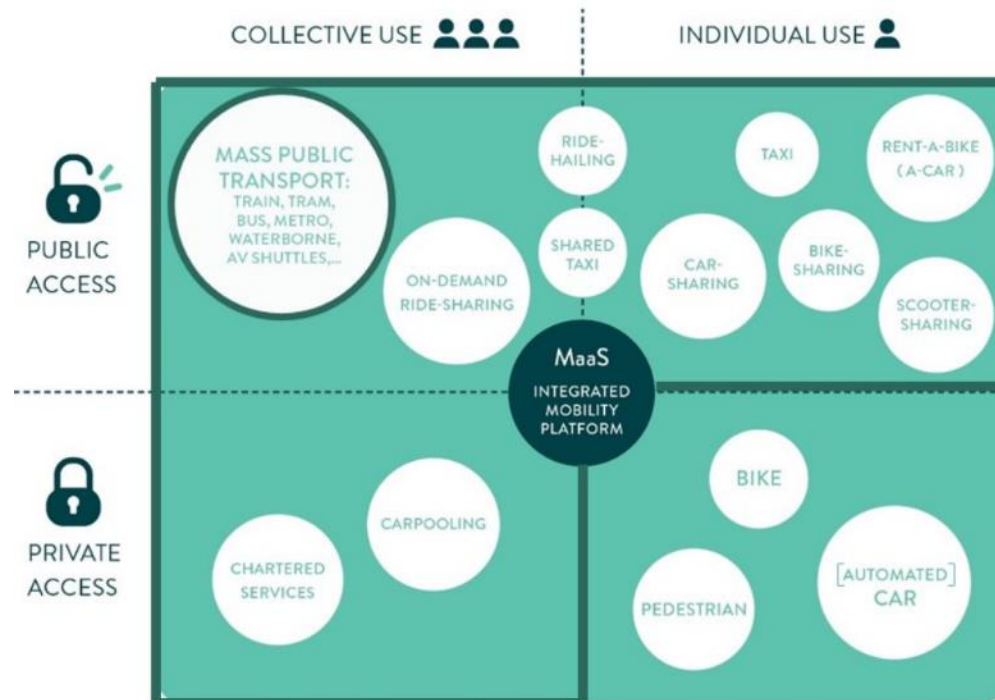 COLLECTIVE USE
INDIVIDUAL USE
PUBLIC
ACCESS
MASS PUBLIC
TRANSPORT:
TRAIN, TRAM,
BUS, METRO,
WATERBORNE,
AV SHUTTLES,...
ON-DEMAND
RIDE-SHARING
RIDE-
HAILING
SHARED
TAXI
TAXI
RENT-A-BIKE
(A-CAR)
CAR-
SHARING
BIKE-
SHARING
SCOOTER-
SHARING
MaaS
INTEGRATED
MOBILITY
PLATFORM
PRIVATE
ACCESS
CHARTERED
SERVICES
CARPOOLING
BIKE
PEDESTRIAN
[AUTOMATED]
CAR